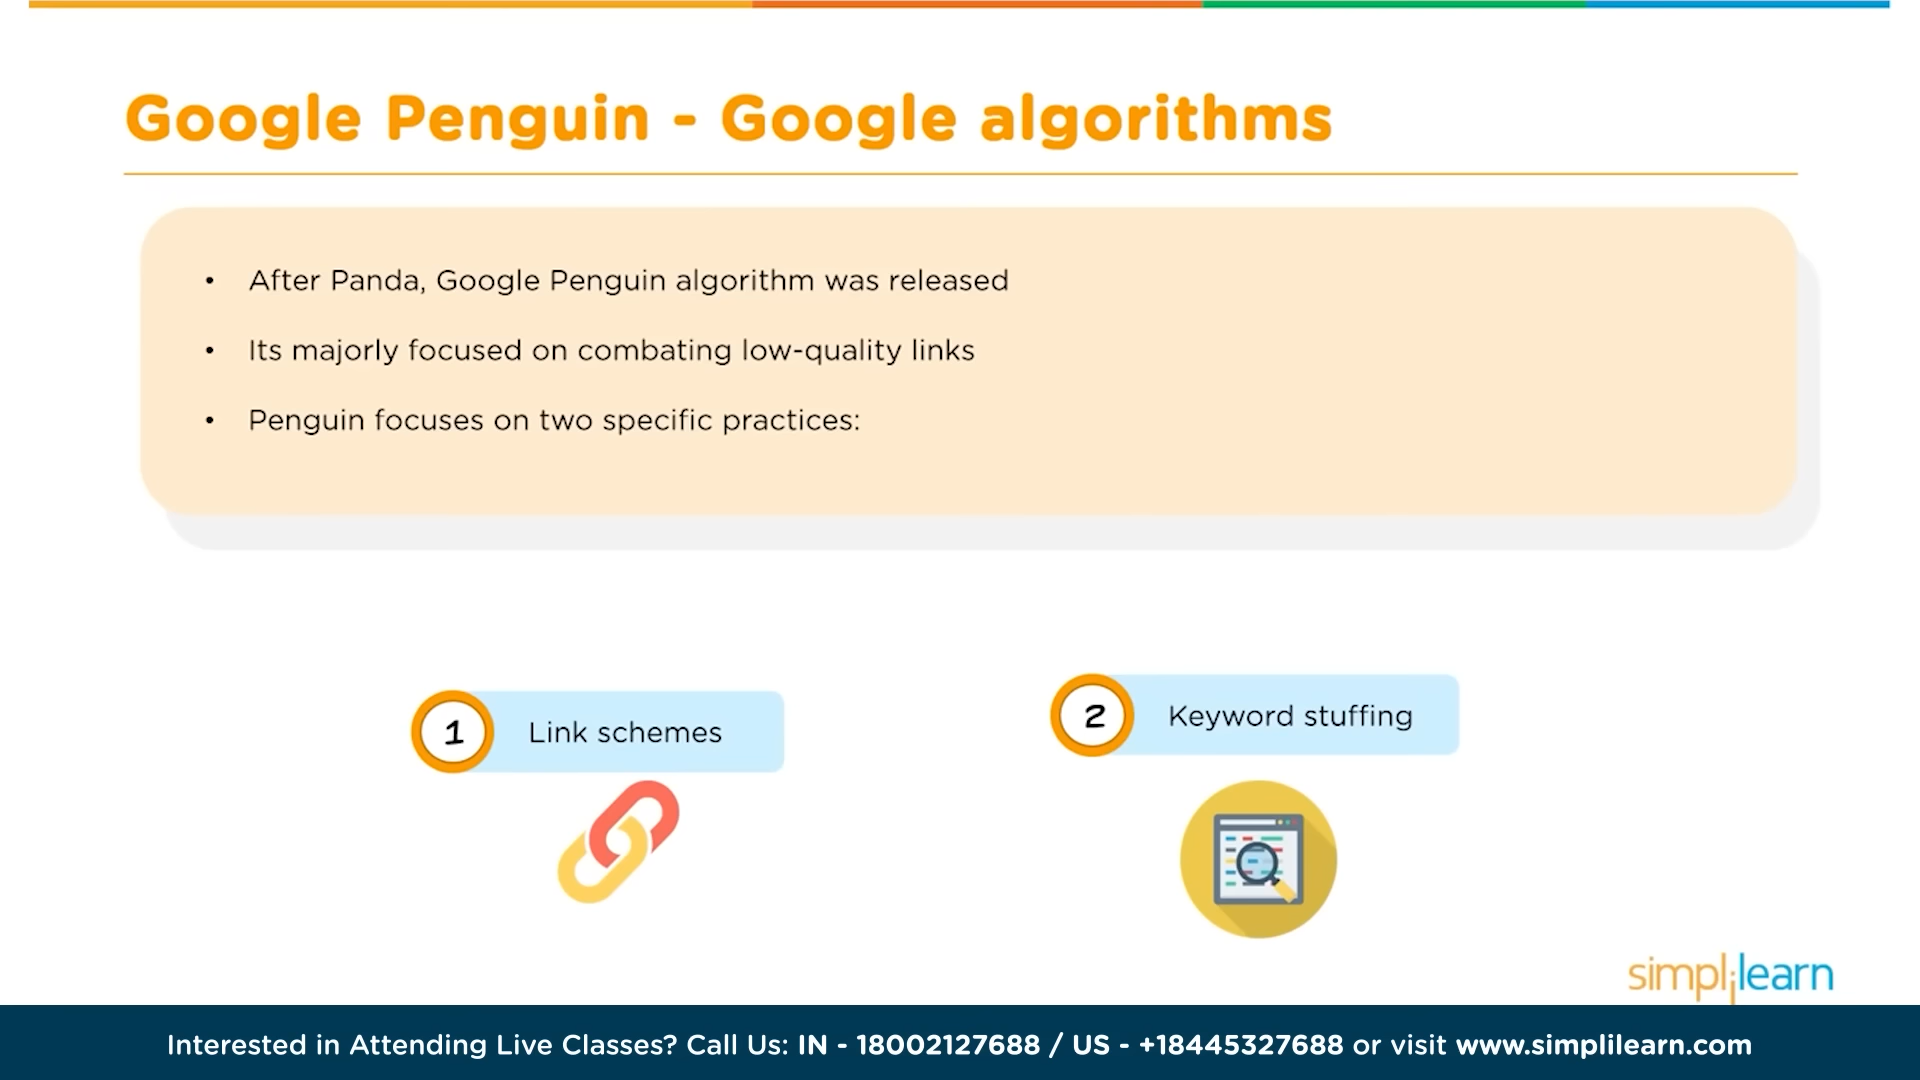 Google Penguin - Google algorithms
• After Panda, Google Penguin algorithm was released
• Its majorly focused on combating low-quality links
• Penguin focuses on two specific practices:
1 Link schemes
2 Keyword stuffing
simplilearn
Interested in Attending Live Classes? Call Us: IN - 18002127688 / US - +18445327688 or visit www.simplilearn.com